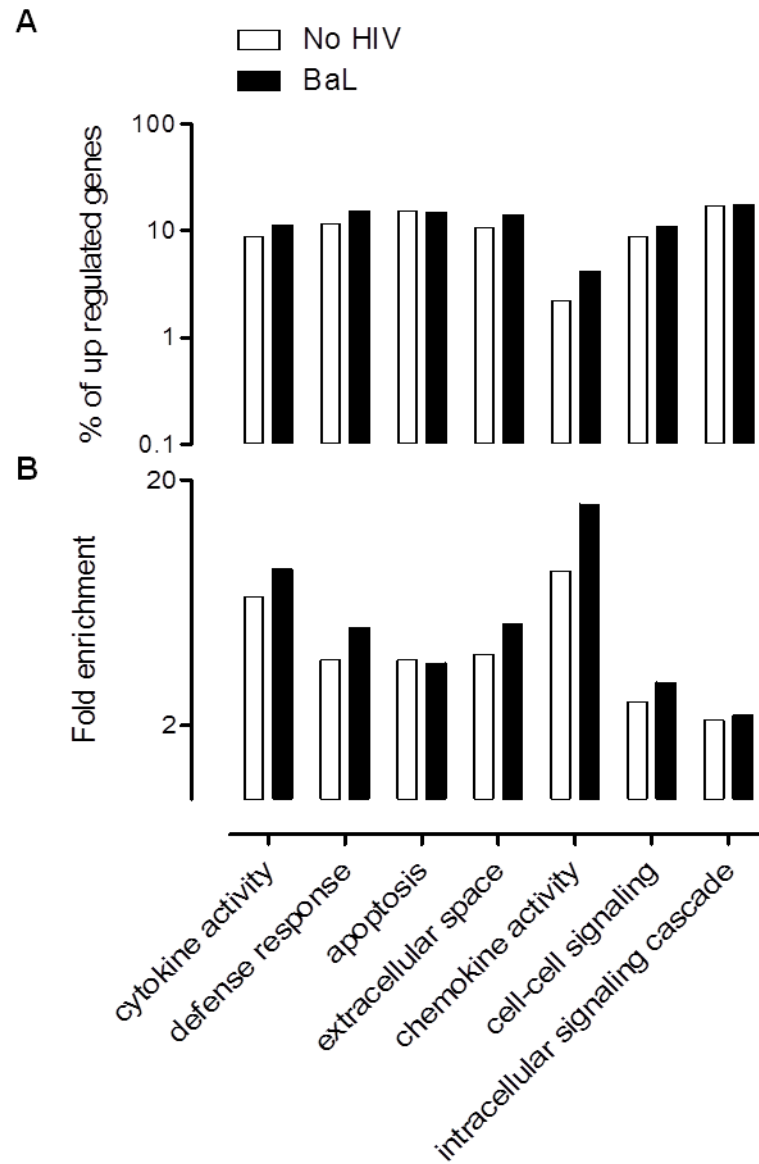 A
No HIV
BaL
% of up regulated genes
100
10
1
0.1
B
Fold enrichment
20
2
cytokine activity
defense response
apoptosis
extracellular space
chemokine activity
cell-cell signaling
intracellular signaling cascade